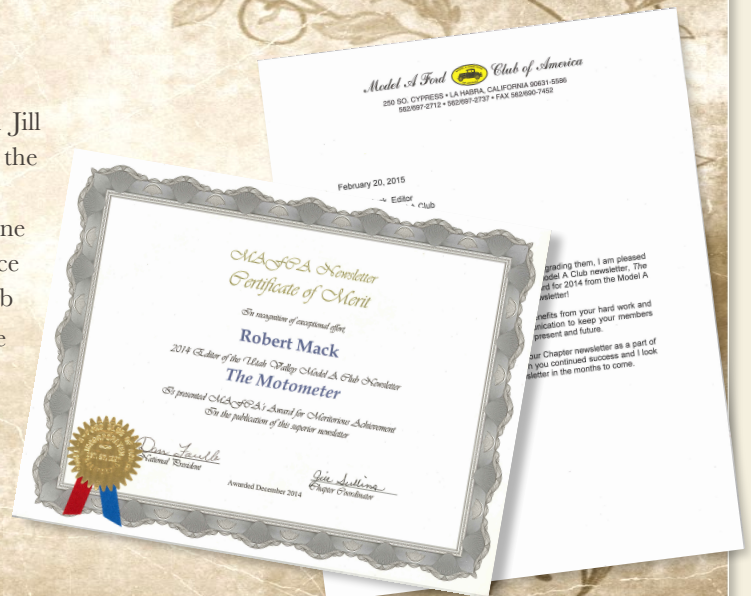 Jill
the
ne
ce
b
e
Model A Ford Club of America
250 SO. CYPRESS • LA HABRA, CALIFORNIA 90631-5586
562/697-2712 • 562/697-2737 • FAX 562/690-7452
February 20, 2015
Editor
Club
grading them, I am pleased
odel A Club newsletter, The
rd for 2014 from the Model A
wsletter!
enefits from your hard work and
unication to keep your members
present and future.
our Chapter newsletter as a part of
h you continued success and I look
sletter in the months to come.
MAFCA Newsletter
Certificate of Merit
In recognition of exceptional effort,
Robert Mack
2014 Editor of the Utah Valley Model A Club Newsletter
The Motometer
Is presented MAFCA's Award for Meritorious Achievement
In the publication of this superior newsletter
National President
Chapter Coordinator
Awarded December 2014